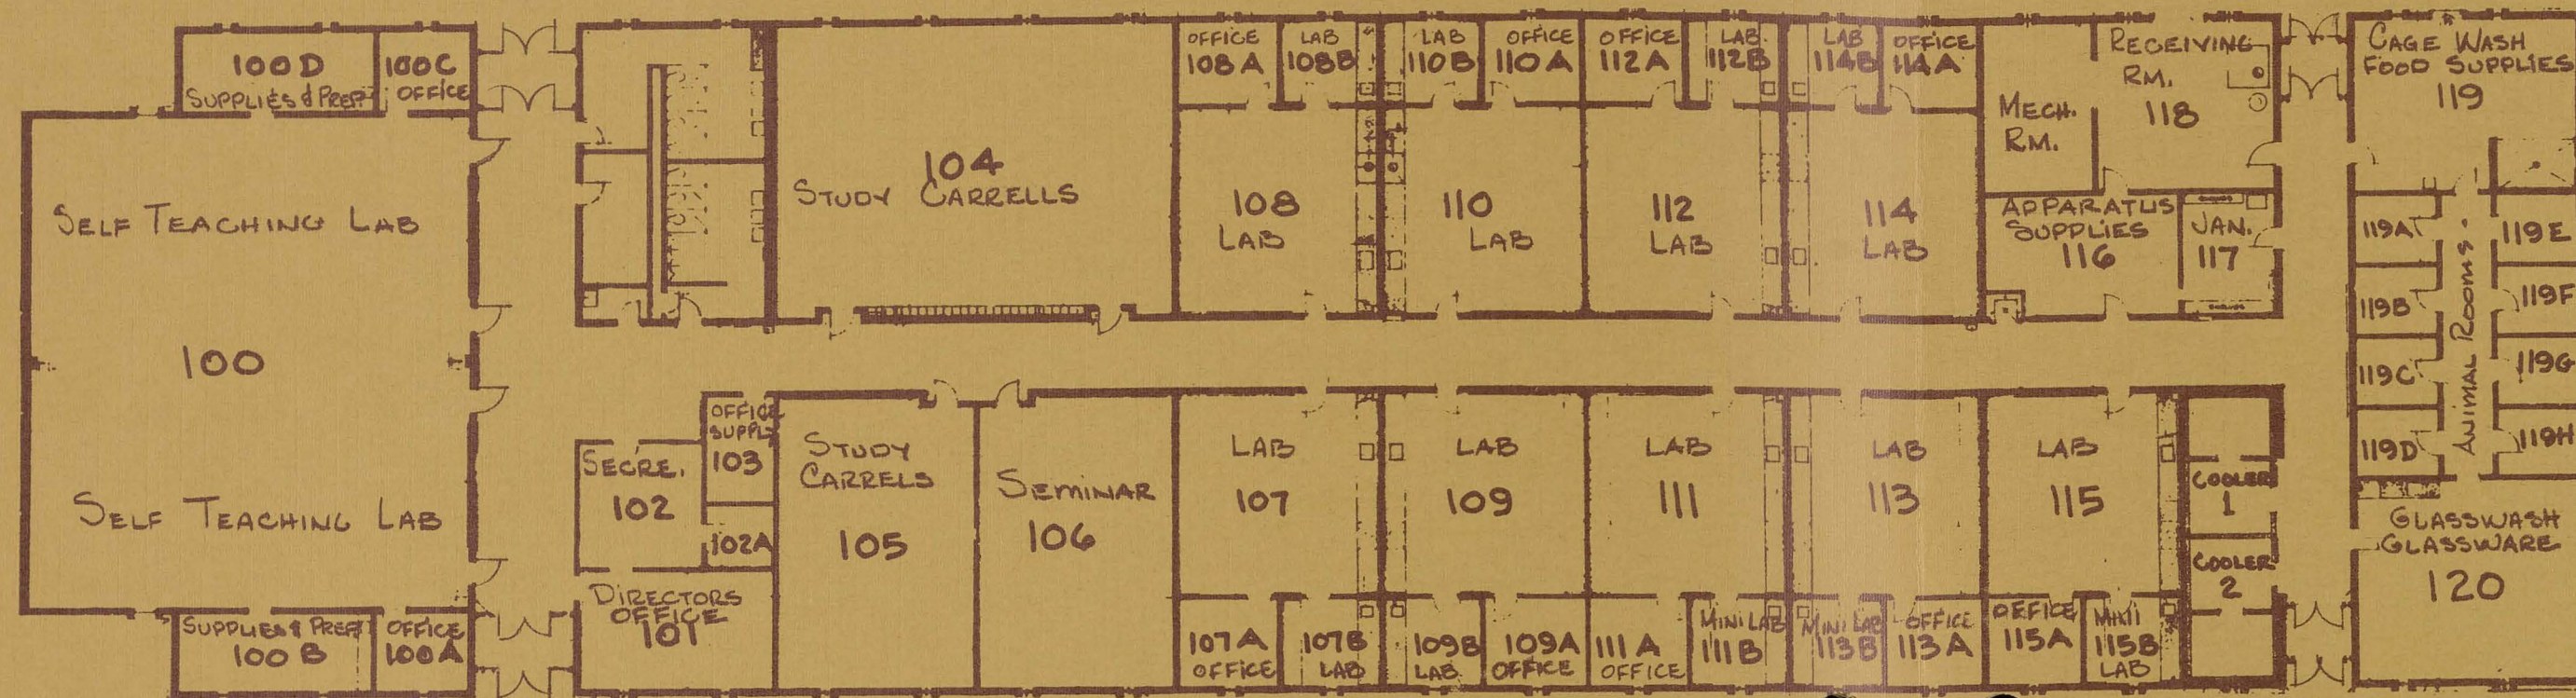 100D
SUPPLIES & PREP.
100C
OFFICE
SELF TEACHING LAB
100
SELF TEACHING LAB
SUPPLIES & PREP
100B
OFFICE
100A
104
STUDY CARRELLS
OFFICE
108A
LAB
108B
LAB
110B
OFFICE
110A
OFFICE
112A
LAB.
112B
LAB
114B
OFFICE
114A
108
LAB
110
LAB
112
LAB
114
LAB
MECH.
RM.
RECEIVING
RM.
118
APPARATUS
SUPPLIES
116
JAN.
117
CAGE WASH
FOOD SUPPLIES
119
119A
119B
119C
119D
ANIMAL ROOMS.
119E
119F
119G
119H
SECRE.
102
OFFICE
SUPPLY
103
102A
DIRECTORS
OFFICE
101
STUDY
CARRELS
105
SEMINAR
106
LAB
107
LAB
109
LAB
111
LAB
113
LAB
115
107A
OFFICE
107B
LAB
109B
LAB
109A
OFFICE
111A
OFFICE
MINI LAB
111B
MINI LAB
113B
OFFICE
113A
OFFICE
115A
MINI
115B
LAB
COOLER
1
COOLER
2
GLASSWASH
GLASSWARE
120